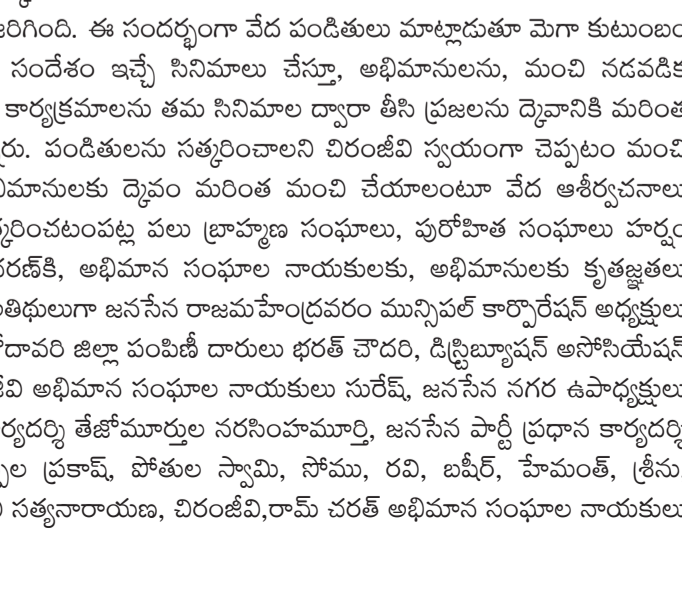 జరిగింది. ఈ సందర్భంగా వేద పండితులు మాట్లాడుతూ మెగా కుటుంబం
సందేశం ఇచ్చే సినిమాలు చేస్తూ, అభిమానులను, మంచి నడవడిక
కార్యక్రమాలను తమ సినిమాల ద్వారా తీసి ప్రజలను దైవానికి మరింత
రు. పండితులను సత్కరించాలని చిరంజీవి స్వయంగా చెప్పటం మంచి
మానులకు దైవం మరింత మంచి చేయాలంటూ వేద ఆశీర్వచనాలు
్కరించటంపట్ల పలు బ్రాహ్మణ సంఘాలు, పురోహిత సంఘాలు హర్షం
రణ్‌కి, అభిమాన సంఘాల నాయకులకు, అభిమానులకు కృతజ్ఞతలు
తిథులుగా జనసేన రాజమహేంద్రవరం మున్సిపల్ కార్పొరేషన్ అధ్యక్షులు
దావరి జిల్లా పంపిణీ దారులు భరత్ చౌదరి, డిస్ట్రిబ్యూషన్ అసోసియేషన్
వి అభిమాన సంఘాల నాయకులు సురేష్, జనసేన నగర ఉపాధ్యక్షులు
ర్యదర్శి తేజోమూర్తుల నరసింహమూర్తి, జనసేన పార్టీ ప్రధాన కార్యదర్శి
ల ప్రకాష్, పోతుల స్వామి, సోము, రవి, బషీర్, హేమంత్, శ్రీను,
సత్యనారాయణ, చిరంజీవి,రామ్ చరత్ అభిమాన సంఘాల నాయకులు